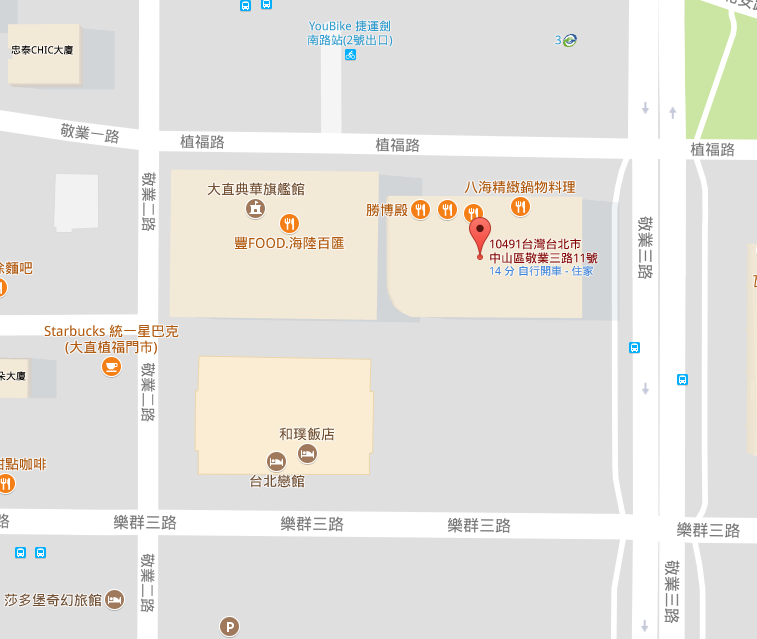 YouBike 捷運劍
南路站(2號出口)
忠泰CHIC大廈
3
敬業一路
植福路
植福路
植福路
敬業二路
大直典華旗艦館
八海精緻鍋物料理
勝博殿
豐FOOD.海陸百匯
10491台灣台北市
中山區敬業三路11號
14 分 自行開車 - 住家
敬業三路
余麵吧
Starbucks 統一星巴克
(大直植福門市)
朵大廈
敬業二路
和璞飯店
台北戀館
甜點咖啡
路
樂群三路
樂群三路
樂群三路
樂群三路
敬業二路
敬業三路
莎多堡奇幻旅館
P